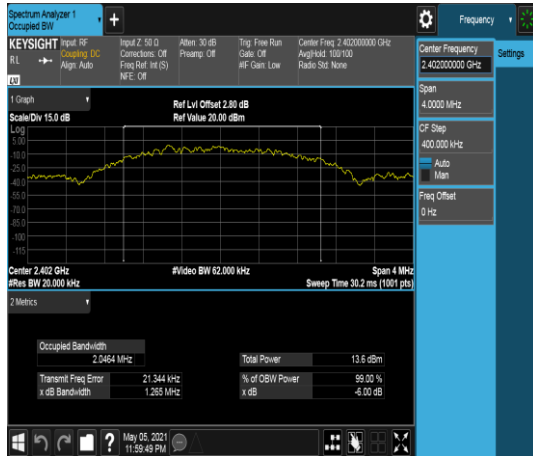 Spectrum Analyzer 1
Occupied BW
+
Frequency
KEYSIGHT
RL
LXI
Input: RF
Coupling: DC
Align: Auto
Input Z: 50 Ω
Corrections: Off
Freq Ref: Int (S)
NFE: Off
Atten: 30 dB
Preamp: Off
Trig: Free Run
Gate: Off
#IF Gain: Low
Center Freq: 2.402000000 GHz
Avg|Hold: 100/100
Radio Std: None
Center Frequency
2.402000000 GHz
Settings
Span
4.0000 MHz
CF Step
400.000 kHz
Auto
Man
Freq Offset
0 Hz
1 Graph
Scale/Div 15.0 dB
Ref Lvl Offset 2.80 dB
Ref Value 20.00 dBm
Log
5.00
-10.0
-25.0
-40.0
-55.0
-70.0
-85.0
-100
-115
Center 2.402 GHz
#Res BW 20.000 kHz
#Video BW 62.000 kHz
Span 4 MHz
Sweep Time 30.2 ms (1001 pts)
2 Metrics
Occupied Bandwidth
2.0464 MHz
Total Power 13.6 dBm
Transmit Freq Error 21.344 kHz
% of OBW Power 99.00 %
x dB Bandwidth 1.265 MHz
x dB -6.00 dB
?
May 05, 2021
11:59:49 PM